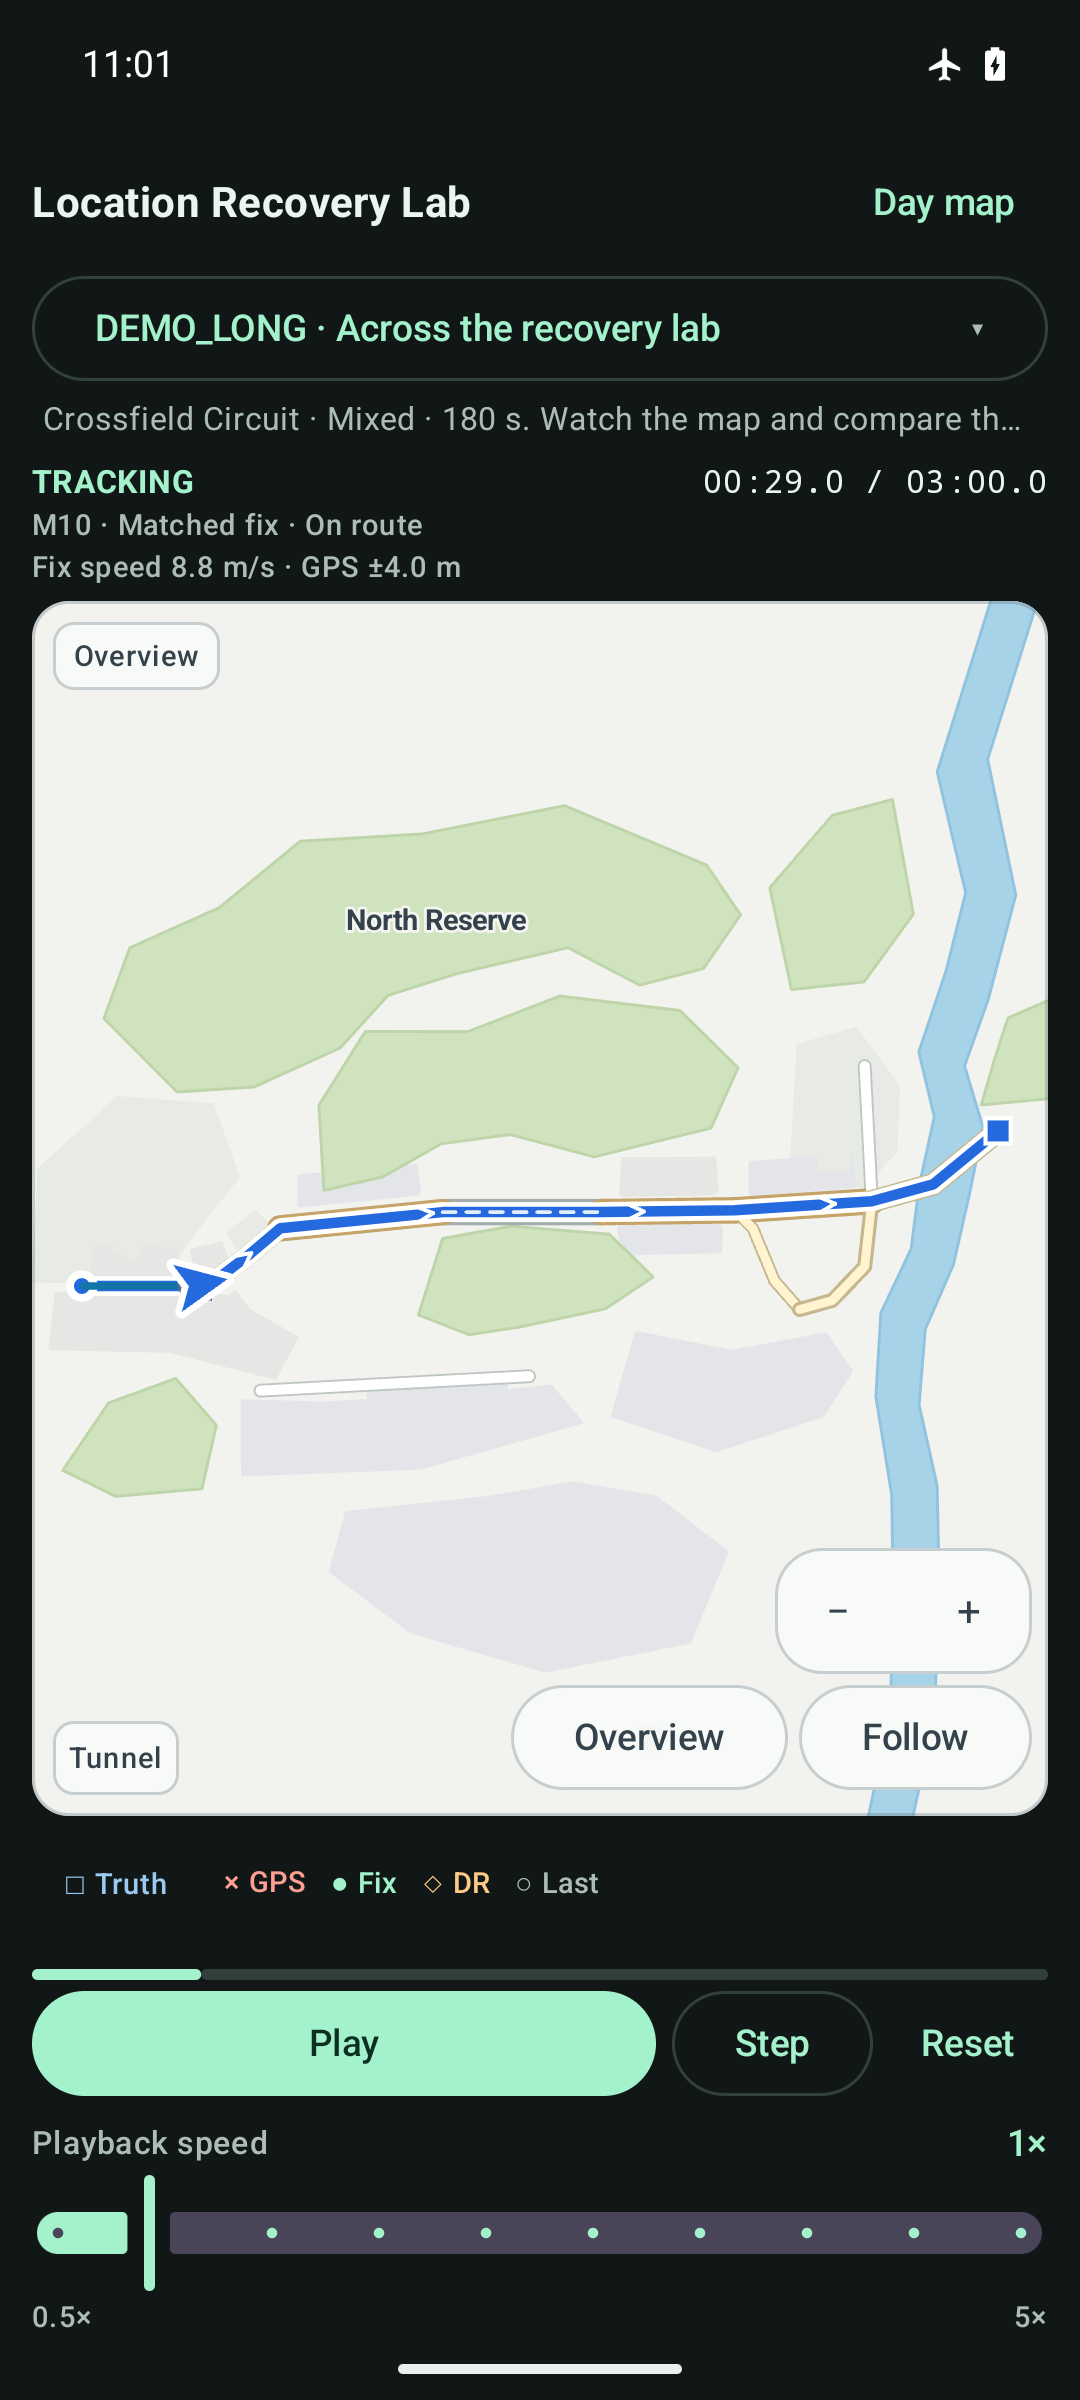 11:01
Location Recovery Lab
Day map
DEMO_LONG · Across the recovery lab ▾
Crossfield Circuit · Mixed · 180 s. Watch the map and compare th…
TRACKING
00:29.0 / 03:00.0
M10 · Matched fix · On route
Fix speed 8.8 m/s · GPS ±4.0 m
Overview
North Reserve
− +
Tunnel
Overview
Follow
□ Truth × GPS ● Fix ◇ DR ○ Last
Play
Step
Reset
Playback speed
1×
0.5×
5×